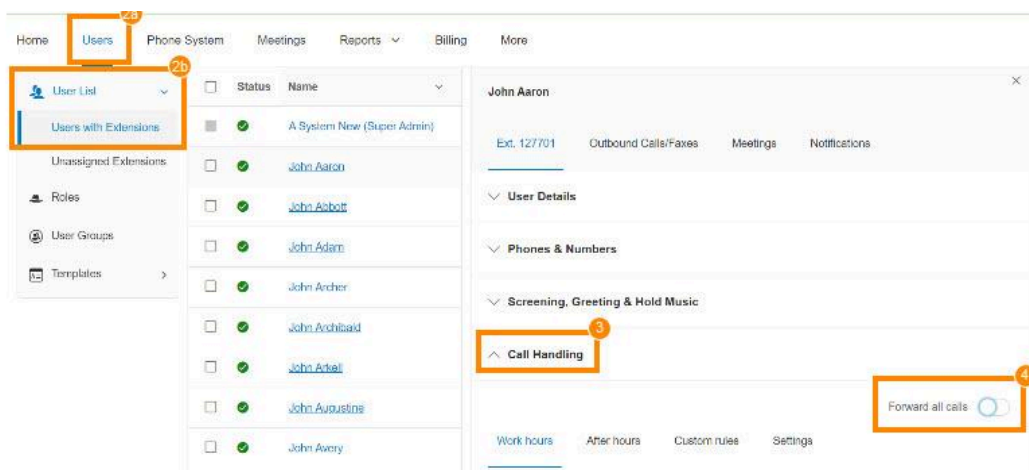 2a
Home Users Phone System Meetings Reports Billing More
2b
User List
Users with Extensions
Unassigned Extensions
Roles
User Groups
Templates
Status Name
A System New (Super Admin)
John Aaron
John Abbott
John Adam
John Archer
John Archibald
John Arkell
John Augustine
John Avery
John Aaron
Ext. 127701 Outbound Calls/Faxes Meetings Notifications
User Details
Phones & Numbers
Screening, Greeting & Hold Music
3
Call Handling
4
Forward all calls
Work hours After hours Custom rules Settings